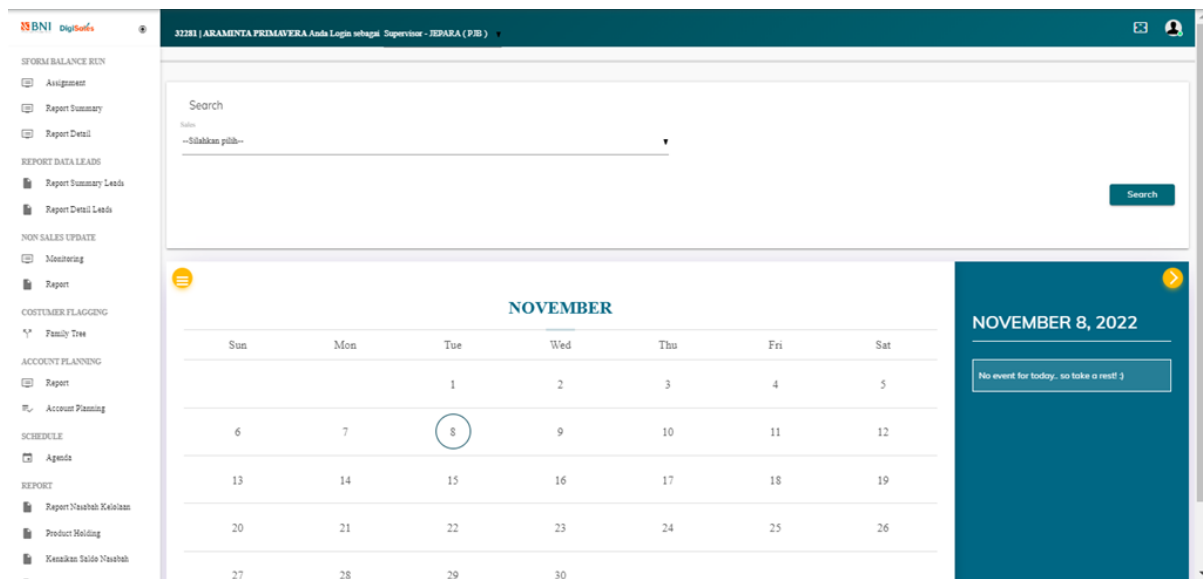 BNI DigiSales
32281 | ARAMINTA PRIMAVERA Anda Login sebagai Supervisor - JEPARA ( PJB )
SFORM BALANCE RUN
Assignment
Report Summary
Report Detail
REPORT DATA LEADS
Report Summary Leads
Report Detail Leads
NON SALES UPDATE
Monitoring
Report
COSTUMER FLAGGING
Family Tree
ACCOUNT PLANNING
Report
Account Planning
SCHEDULE
Agenda
REPORT
Report Nasabah Kelolaan
Product Holding
Kenaikan Saldo Nasabah
Search
Sales
--Silahkan pilih--
Search
NOVEMBER
Sun Mon Tue Wed Thu Fri Sat
1 2 3 4 5
6 7 8 9 10 11 12
13 14 15 16 17 18 19
20 21 22 23 24 25 26
27 28 29 30
NOVEMBER 8, 2022
No event for today.. so take a rest! :)